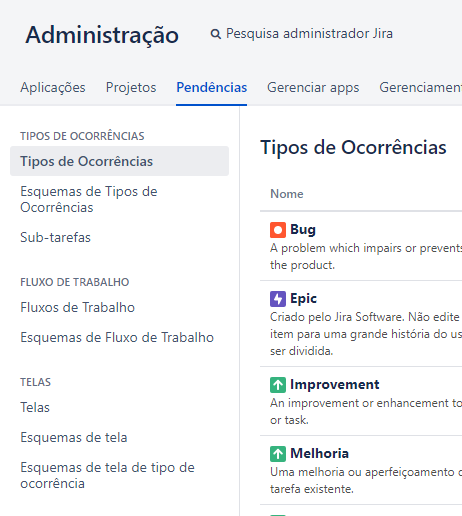 Administração
Pesquisa administrador Jira
Aplicações Projetos Pendências Gerenciar apps Gerenciamen
TIPOS DE OCORRÊNCIAS
Tipos de Ocorrências
Esquemas de Tipos de
Ocorrências
Sub-tarefas
FLUXO DE TRABALHO
Fluxos de Trabalho
Esquemas de Fluxo de Trabalho
TELAS
Telas
Esquemas de tela
Esquemas de tela de tipo de
ocorrência
Tipos de Ocorrências
Nome
Bug
A problem which impairs or prevents
the product.
Epic
Criado pelo Jira Software. Não edite
item para uma grande história do us
ser dividida.
Improvement
An improvement or enhancement to
or task.
Melhoria
Uma melhoria ou aperfeiçoamento d
tarefa existente.